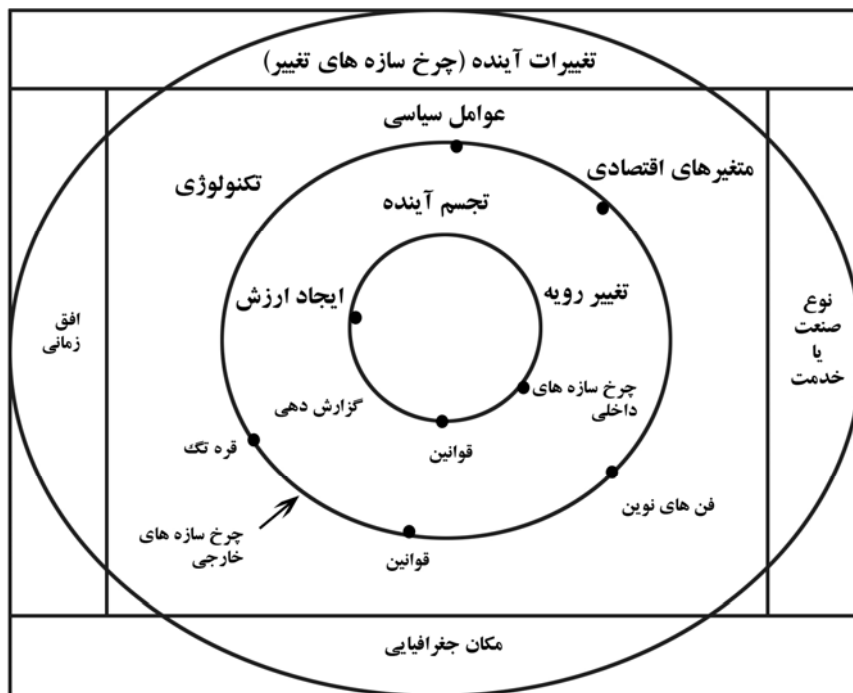 تغییرات آینده (چرخ سازه های تغییر)
عوامل سیاسی
متغیرهای اقتصادی
تکنولوژی
تجسم آینده
تغییر رویه
ایجاد ارزش
نوع
صنعت
یا
خدمت
افق
زمانی
چرخ سازه های
داخلی
گزارش دهی
قوانین
قره تگ
فن های نوین
چرخ سازه های
خارجی
قوانین
مکان جغرافیایی